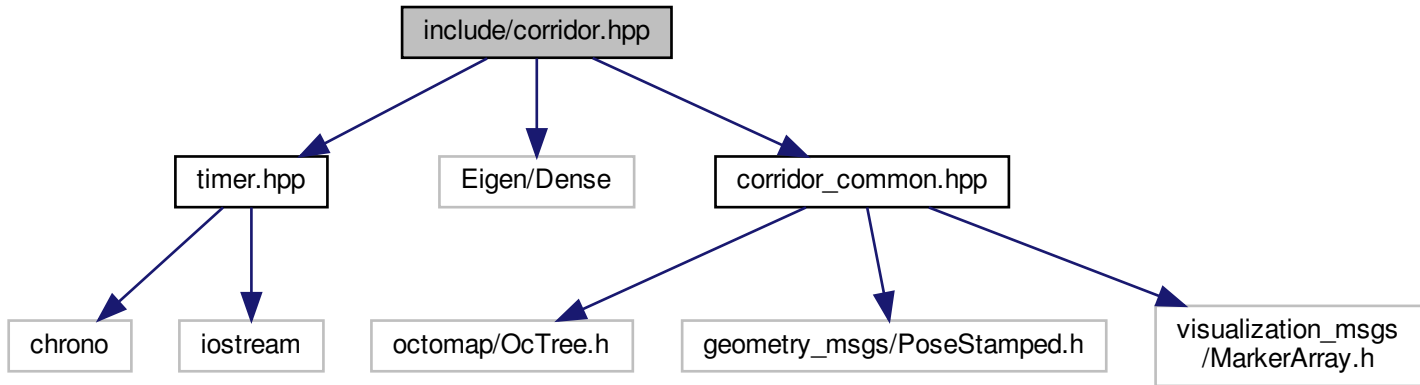 include/corridor.hpp
timer.hpp
Eigen/Dense
corridor_common.hpp
chrono
iostream
octomap/OcTree.h
geometry_msgs/PoseStamped.h
visualization_msgs
/MarkerArray.h